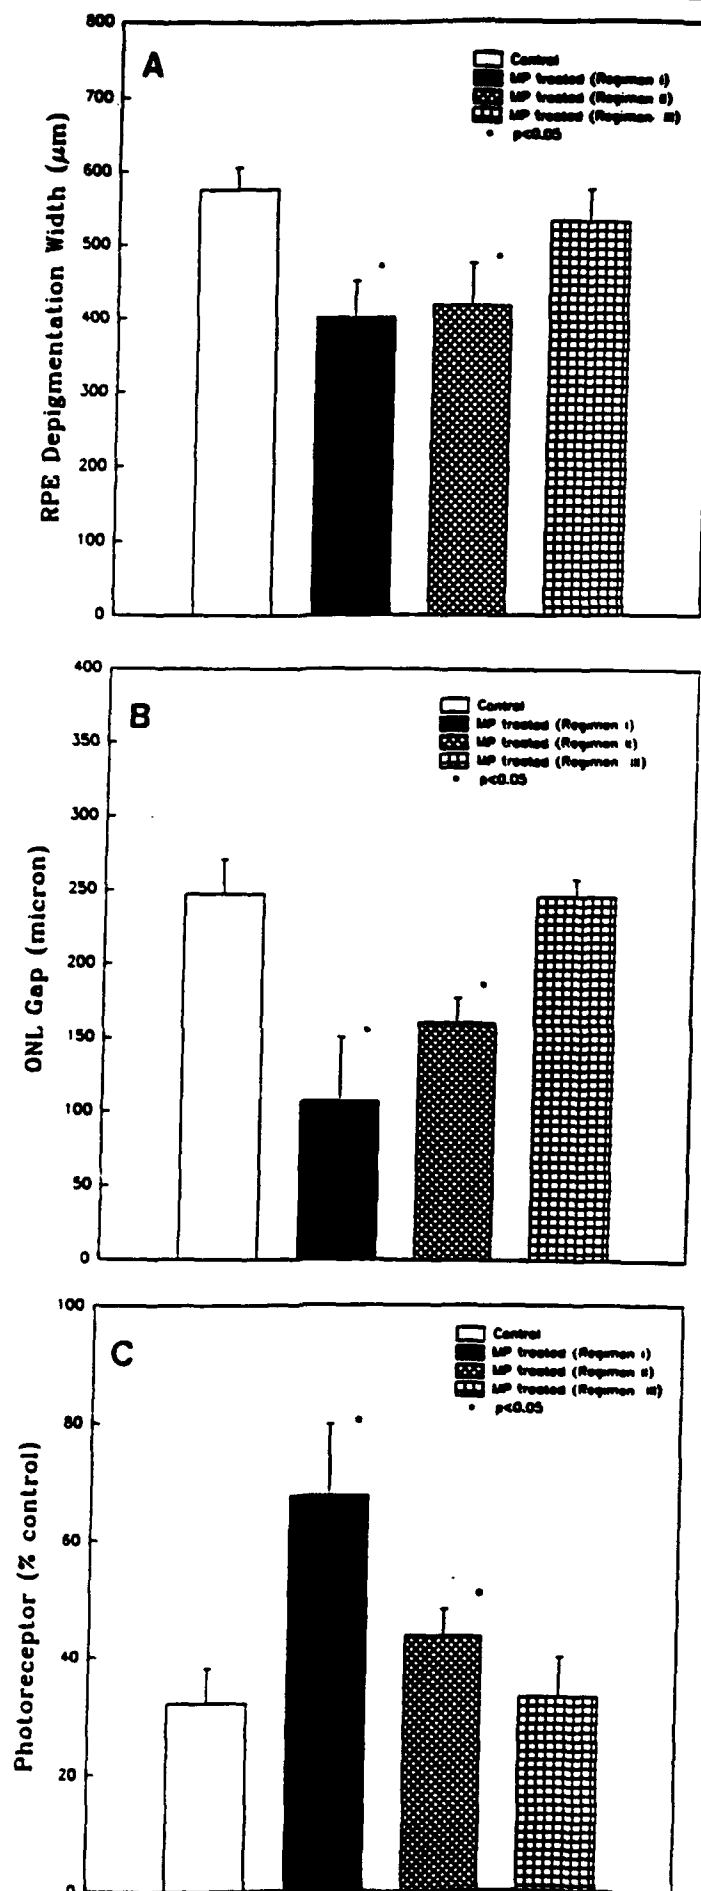 A
800
700
600
500
400
300
200
100
0
RPE Depigmentation Width (μm)
Control
MP treated (Regimen I)
MP treated (Regimen II)
MP treated (Regimen III)
• p<0.05
•
•
B
400
350
300
250
200
150
100
50
0
ONL Gap (micron)
Control
MP treated (Regimen I)
MP treated (Regimen II)
MP treated (Regimen III)
• p<0.05
•
•
C
100
80
60
40
20
0
Photoreceptor (% control)
Control
MP treated (Regimen I)
MP treated (Regimen II)
MP treated (Regimen III)
• p<0.05
•
•